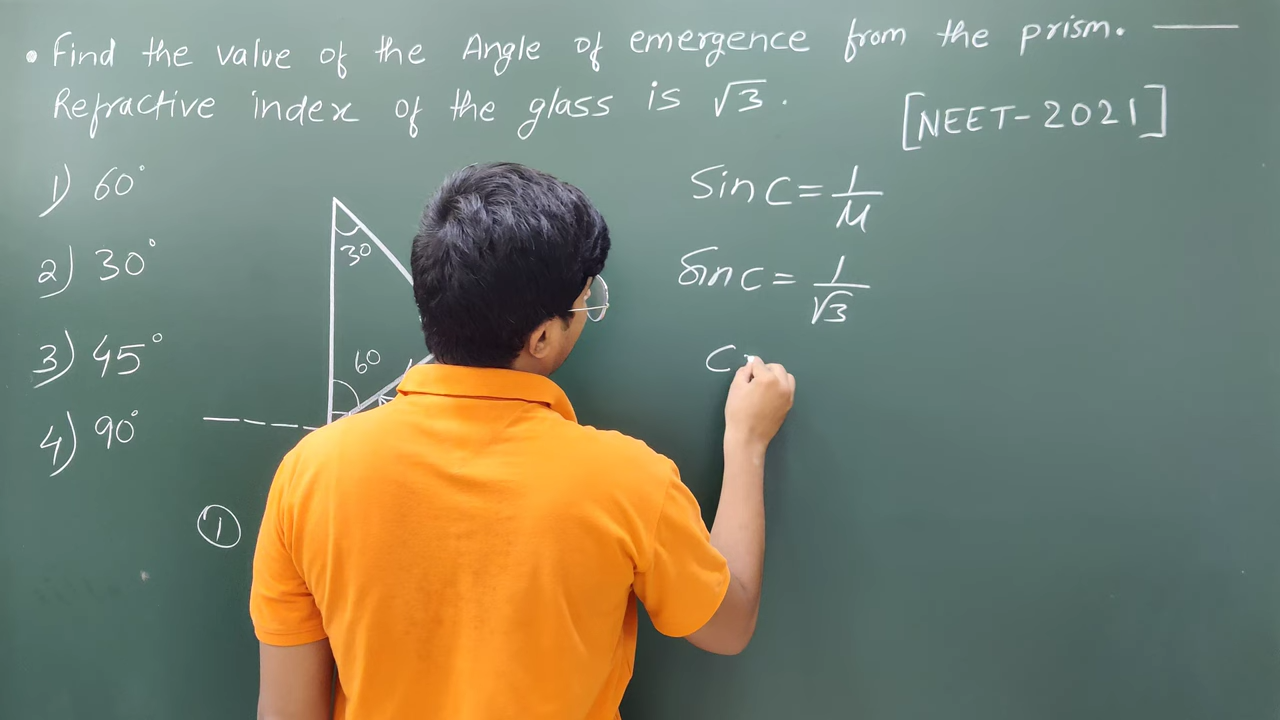 • Find the value of the Angle of emergence from the prism.
Refractive index of the glass is √3.
[NEET-2021]
1) 60°
2) 30°
3) 45°
4) 90°
30
60
①
Sin C = 1/μ
Sin C = 1/√3
C